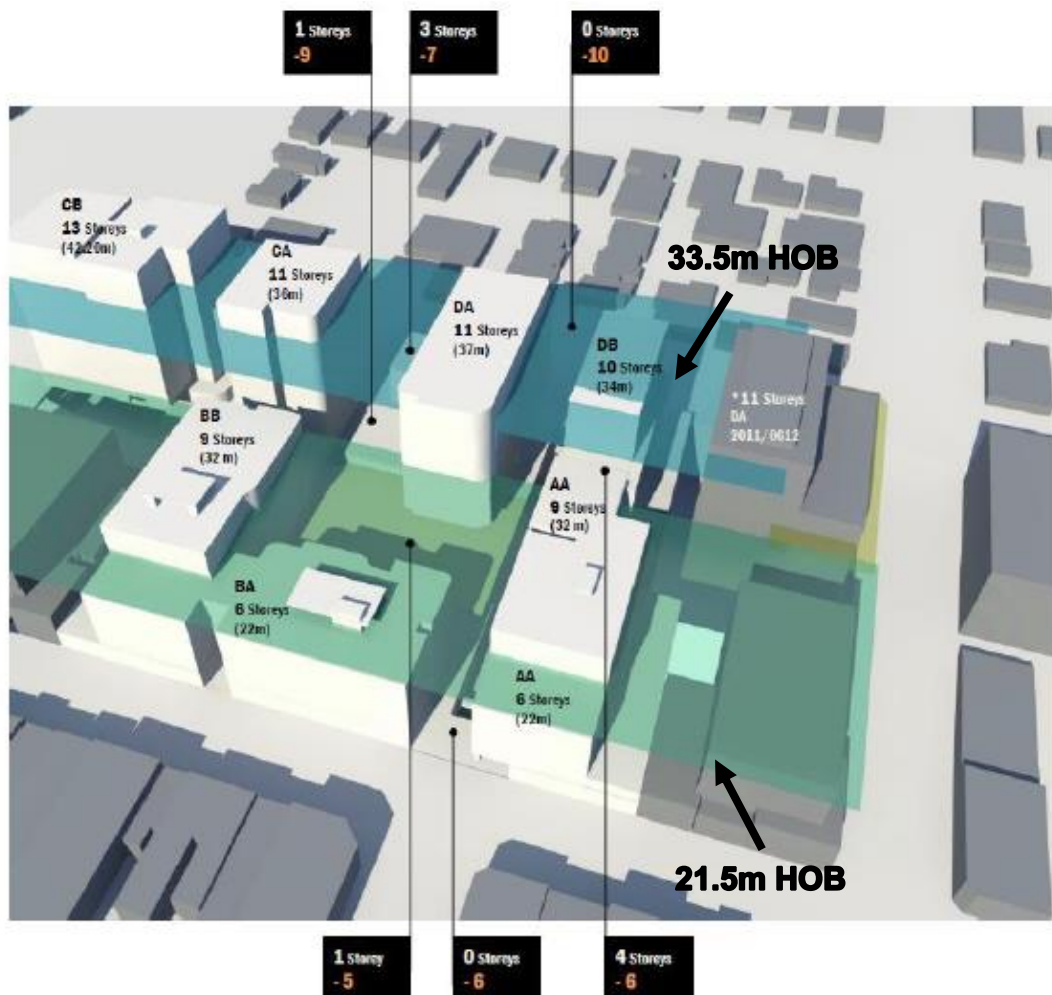 1 Storeys
-9
3 Storeys
-7
0 Storeys
-10
CB
13 Storeys
CA
11 Storeys
(36m)
33.5m HOB
DA
11 Storeys
(37m)
DB
10 Storeys
(34m)
*11 Storeys
DA
2011/0612
BB
9 Storeys
(32 m)
AA
9 Storeys
(32 m)
BA
6 Storeys
(22m)
AA
6 Storeys
(22m)
21.5m HOB
1 Storey
- 5
0 Storeys
- 6
4 Storeys
- 6